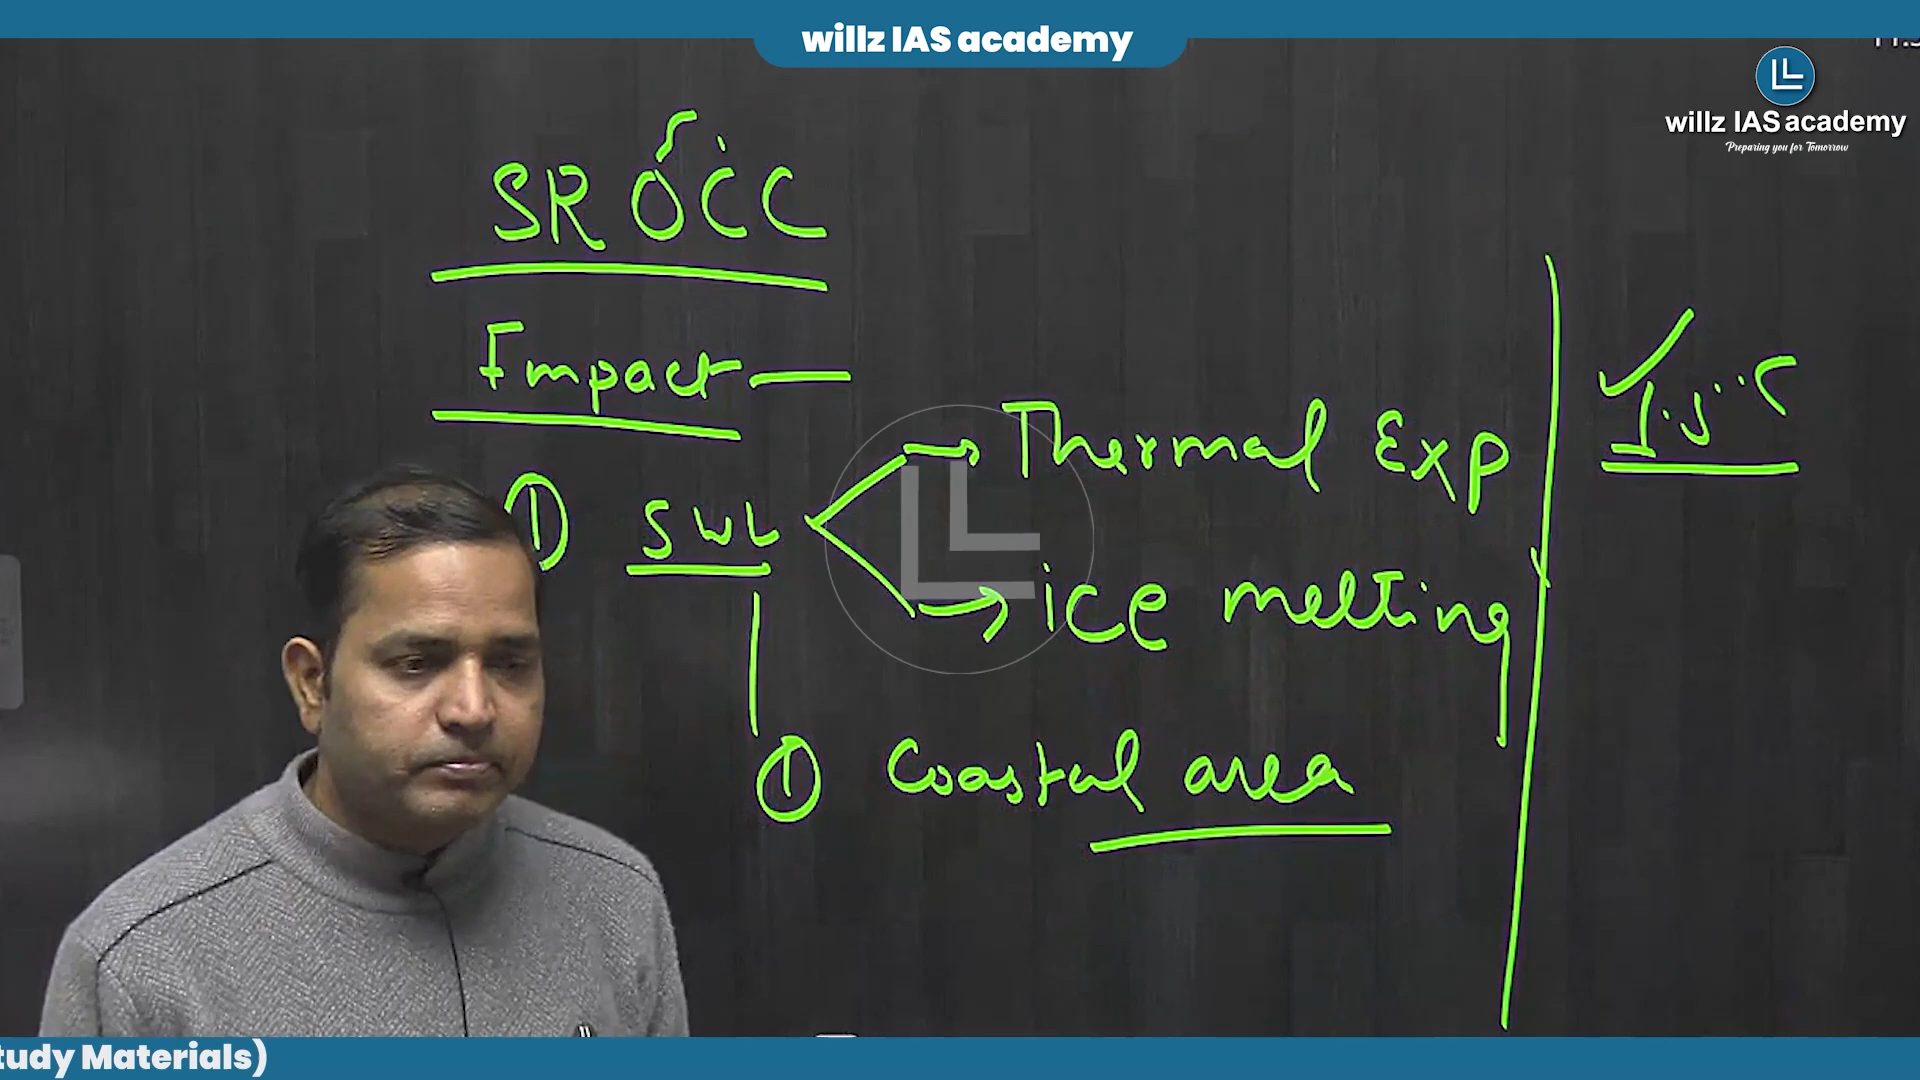 willz IAS academy
willz IAS academy
Preparing you for Tomorrow
SROCC
Impact —
① SWL → Thermal Exp
→ ice melting
① Coastal area
tudy Materials)